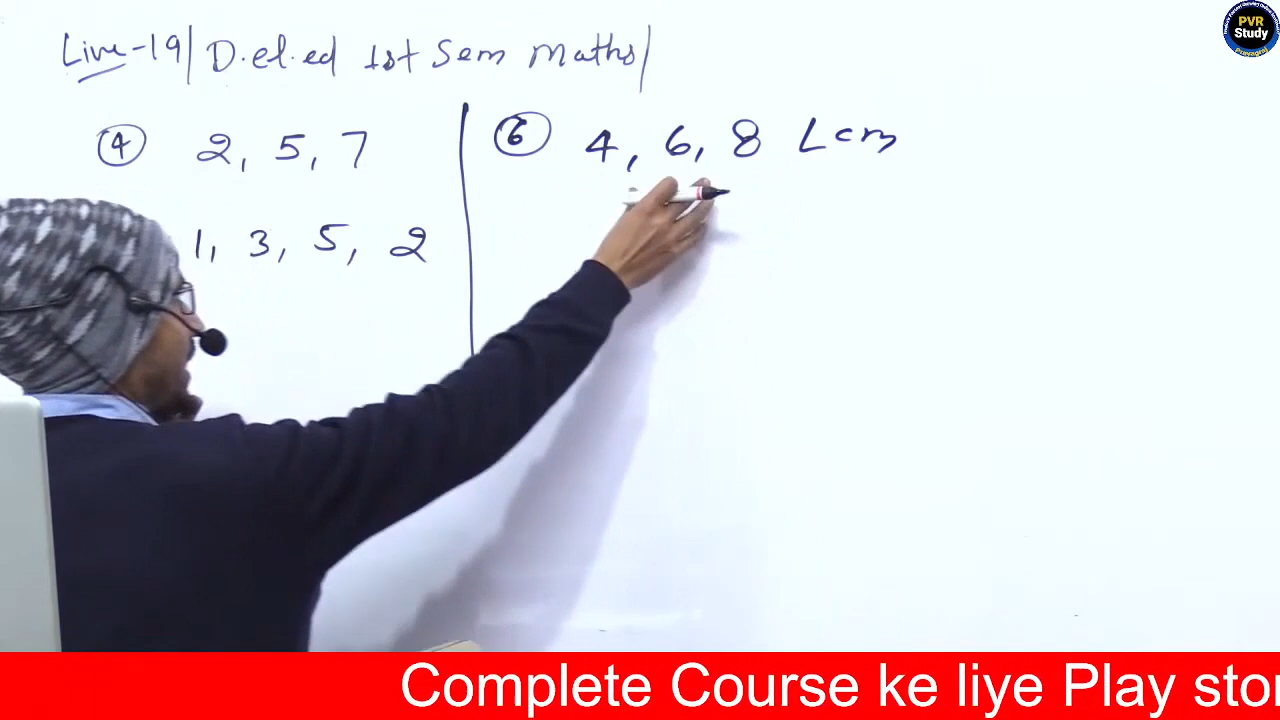 Live-19| D.el.ed 1st Sem Maths|
④ 2, 5, 7
1, 3, 5, 2
⑥ 4, 6, 8 Lcm
PVR
Study
Prayagraj
Complete Course ke liye Play stor